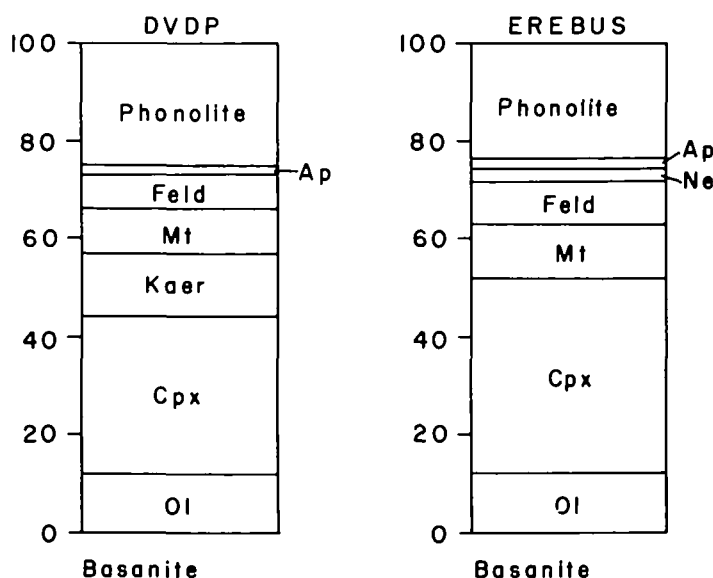 DVDP
100
80
60
40
20
0
Phonolite
Ap
Feld
Mt
Kaer
Cpx
Ol
Basanite
EREBUS
100
80
60
40
20
0
Phonolite
Ap
Ne
Feld
Mt
Cpx
Ol
Basanite